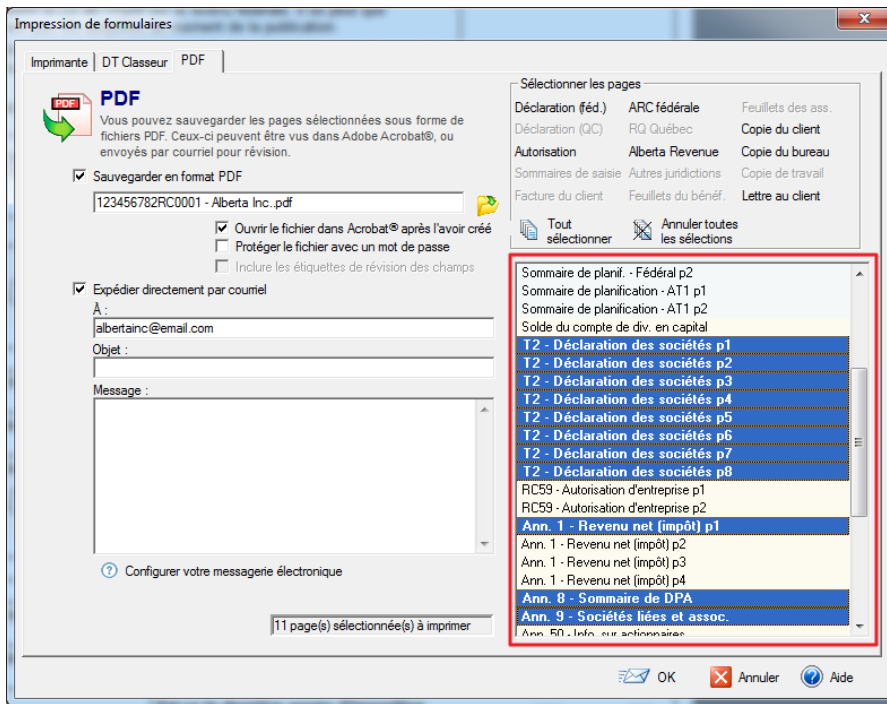 nement de la publication.
Impression de formulaires
Imprimante
DT Classeur
PDF
PDF
PDF
Vous pouvez sauvegarder les pages sélectionnées sous forme de
fichiers PDF. Ceux-ci peuvent être vus dans Adobe Acrobat®, ou
envoyés par courriel pour révision.
Sauvegarder en format PDF
123456782RC0001 - Alberta Inc..pdf
Ouvrir le fichier dans Acrobat® après l'avoir créé
Protéger le fichier avec un mot de passe
Inclure les étiquettes de révision des champs
Expédier directement par courriel
À :
albertainc@email.com
Objet :
Message :
Configurer votre messagerie électronique
11 page(s) sélectionnée(s) à imprimer
Sélectionner les pages
Déclaration (féd.) ARC fédérale Feuillets des ass.
Déclaration (QC) RQ Québec Copie du client
Autorisation Alberta Revenue Copie du bureau
Sommaires de saisie Autres juridictions Copie de travail
Facture du client Feuillets du bénéf. Lettre au client
Tout
sélectionner
Annuler toutes
les sélections
Sommaire de planif. - Fédéral p2
Sommaire de planification - AT1 p1
Sommaire de planification - AT1 p2
Solde du compte de div. en capital
T2 - Déclaration des sociétés p1
T2 - Déclaration des sociétés p2
T2 - Déclaration des sociétés p3
T2 - Déclaration des sociétés p4
T2 - Déclaration des sociétés p5
T2 - Déclaration des sociétés p6
T2 - Déclaration des sociétés p7
T2 - Déclaration des sociétés p8
RC59 - Autorisation d'entreprise p1
RC59 - Autorisation d'entreprise p2
Ann. 1 - Revenu net (impôt) p1
Ann. 1 - Revenu net (impôt) p2
Ann. 1 - Revenu net (impôt) p3
Ann. 1 - Revenu net (impôt) p4
Ann. 8 - Sommaire de DPA
Ann. 9 - Sociétés liées et assoc.
Ann. 50 - Info. sur actionnaires
OK
Annuler
Aide